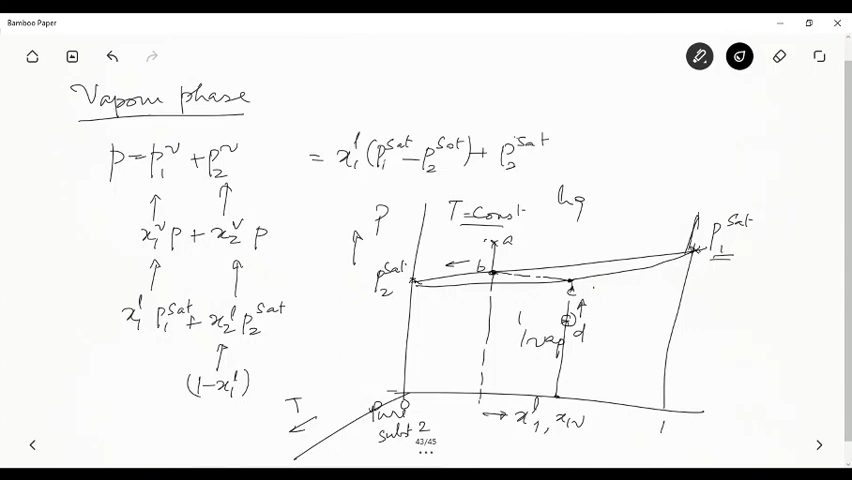 Bamboo Paper
Vapour phase
p = p₁ᵛ + p₂ᵛ = x₁ˡ (p₁ˢᵃᵗ − p₂ˢᵃᵗ) + p₂ˢᵃᵗ
x₁ᵛ p + x₂ᵛ p
x₁ˡ p₁ˢᵃᵗ + x₂ˡ p₂ˢᵃᵗ
(1−x₁ˡ)
P
T = Const
liq
a
b
P₂ˢᵃᵗ
P₁ˢᵃᵗ
c
d
vap
T
0
Pure
subst 2
x₁ˡ, x₁ᵛ
1
43/45